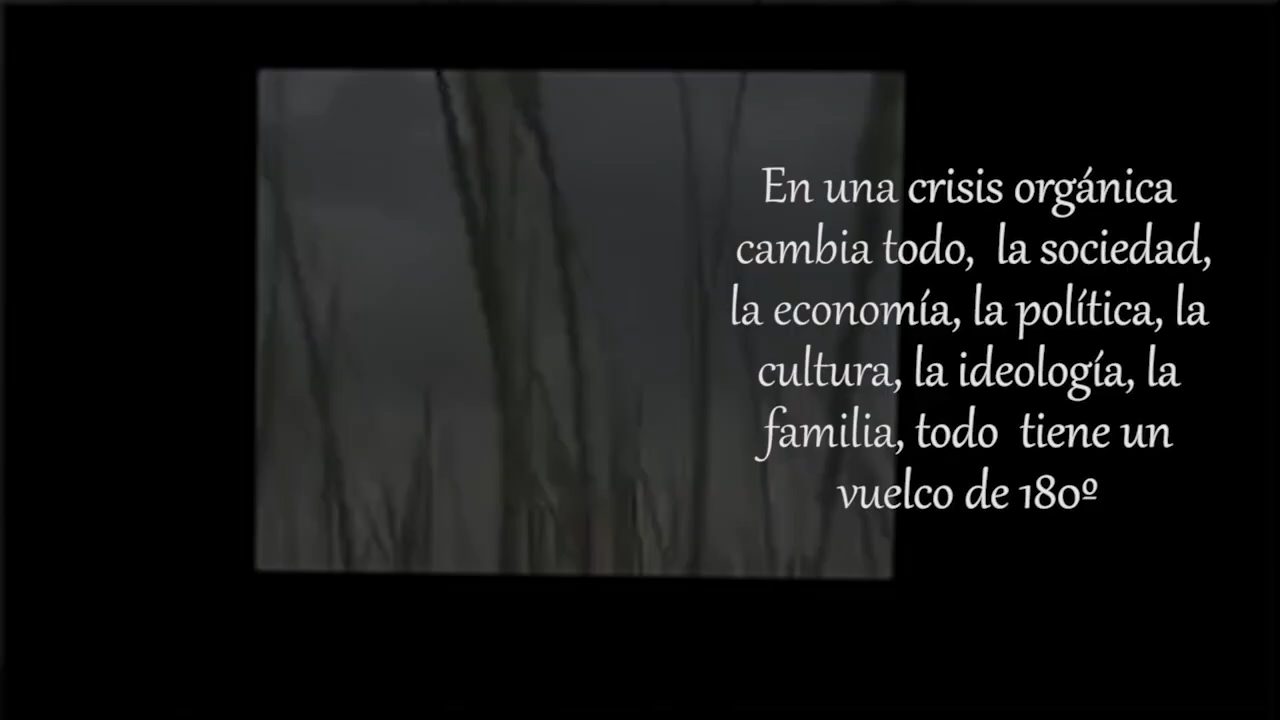 En una crisis orgánica
cambia todo,  la sociedad,
la economía, la política, la
cultura, la ideología, la
familia, todo  tiene un
vuelco de 180º